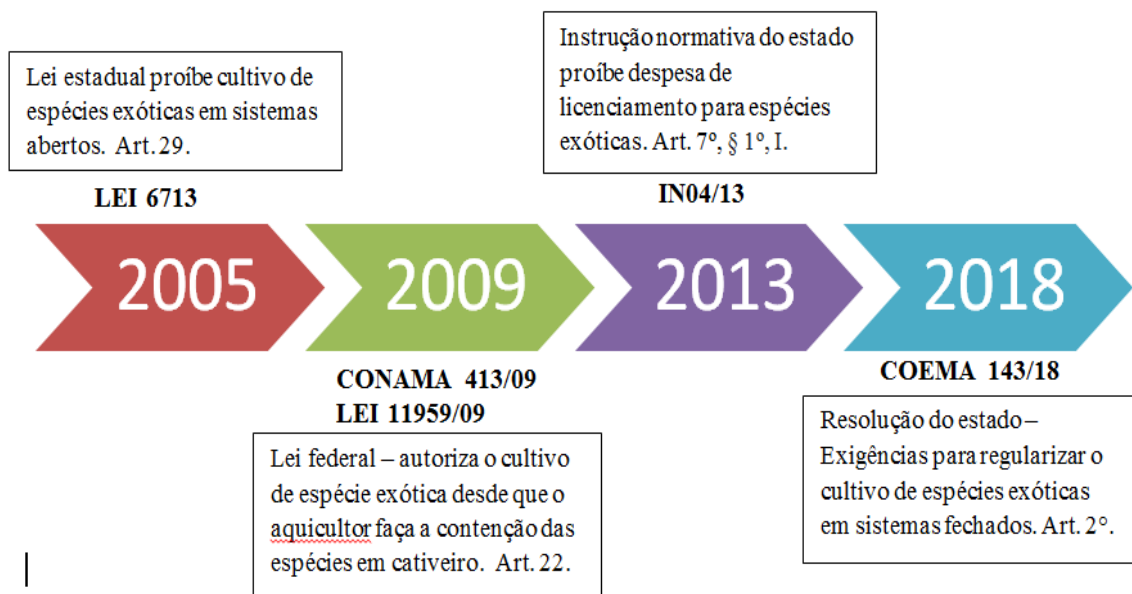 Lei estadual proíbe cultivo de
espécies exóticas em sistemas
abertos. Art. 29.
LEI 6713
Instrução normativa do estado
proíbe despesa de
licenciamento para espécies
exóticas. Art. 7º, § 1º, I.
IN04/13
2005
2009
2013
2018
CONAMA 413/09
LEI 11959/09
Lei federal – autoriza o cultivo
de espécie exótica desde que o
aquicultor faça a contenção das
espécies em cativeiro. Art. 22.
COEMA 143/18
Resolução do estado –
Exigências para regularizar o
cultivo de espécies exóticas
em sistemas fechados. Art. 2°.